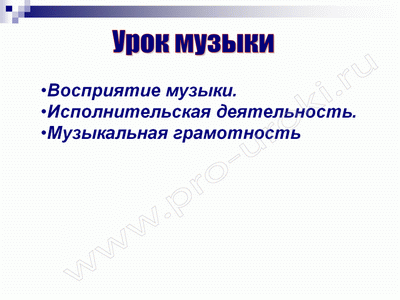 Урок музыки
•Восприятие музыки.
•Исполнительская деятельность.
•Музыкальная грамотность
www.pro-uroki.ru